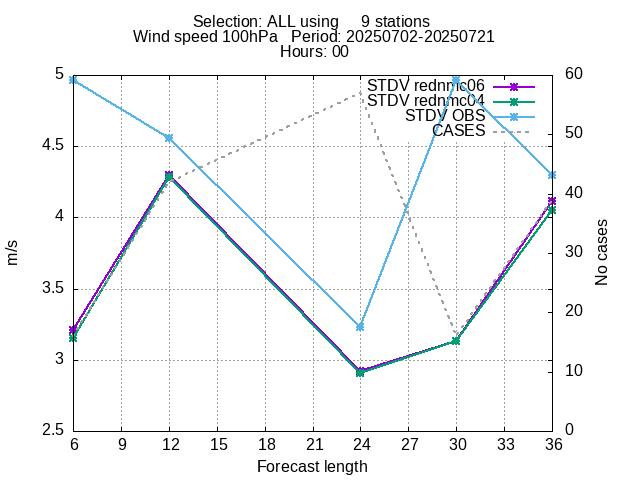 Selection: ALL using     9 stations
Wind speed 100hPa   Period: 20250702-20250721
Hours: 00
STDV rednmc06
STDV rednmc04
STDV OBS
CASES
5
4.5
4
3.5
3
2.5
m/s
60
50
40
30
20
10
0
No cases
6 9 12 15 18 21 24 27 30 33 36
Forecast length